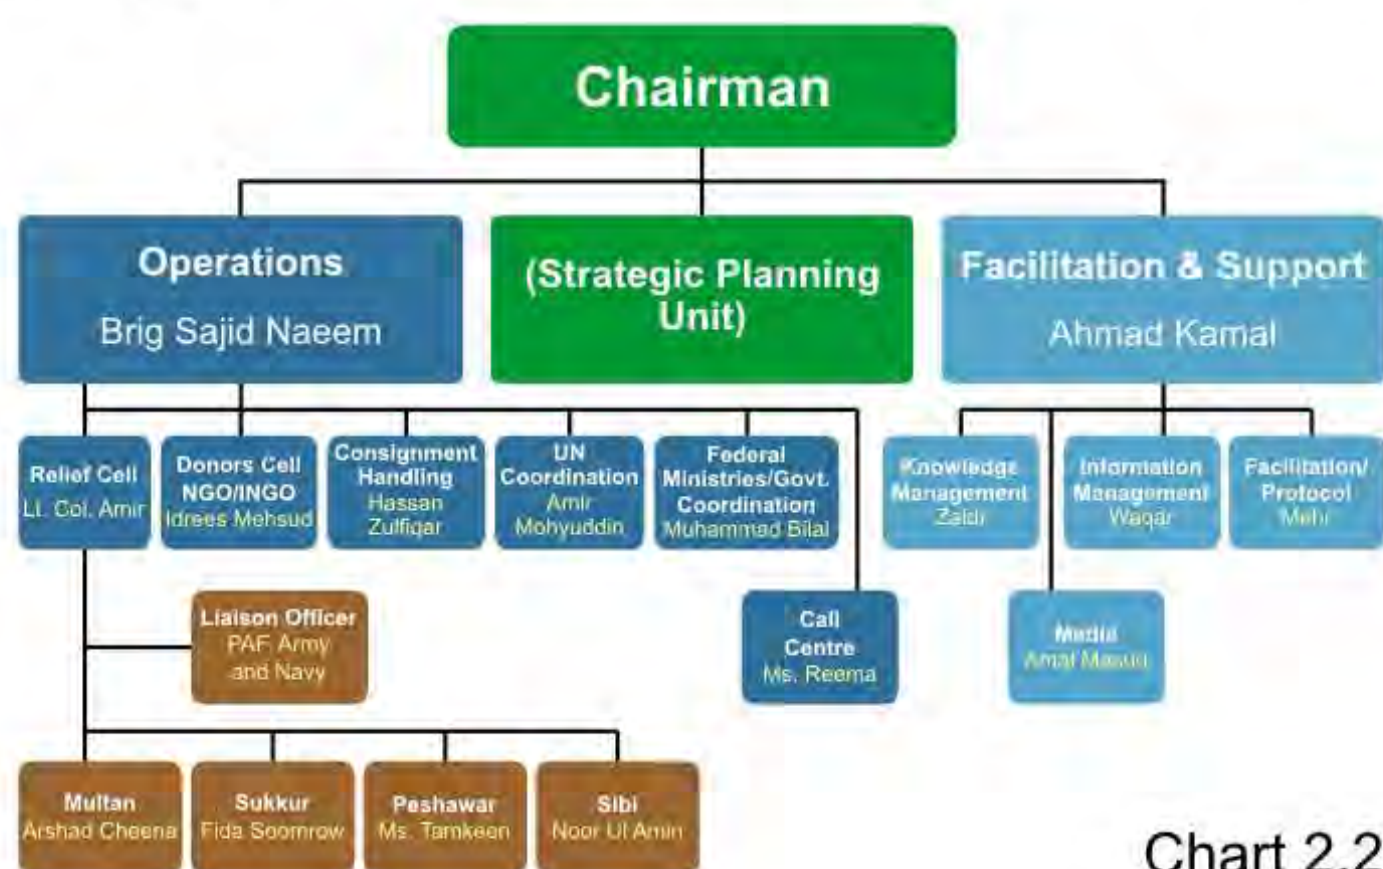 Chairman
Operations
Brig Sajid Naeem
(Strategic Planning
Unit)
Facilitation & Support
Ahmad Kamal
Relief Cell
Lt. Col. Amir
Donors Cell
NGO/INGO
Idrees Mehsud
Consignment
Handling
Hassan
Zulfiqar
UN
Coordination
Amir
Mohyuddin
Federal
Ministries/Govt.
Coordination
Muhammad Bilal
Knowledge
Management
Zaidi
Information
Management
Waqar
Facilitation/
Protocol
Mehr
Liaison Officer
PAF, Army
and Navy
Call
Centre
Ms. Reema
Media
Amal Masud
Multan
Arshad Cheena
Sukkur
Fida Soomrow
Peshawar
Ms. Tamkeen
Sibi
Noor Ul Amin
Chart 2.2